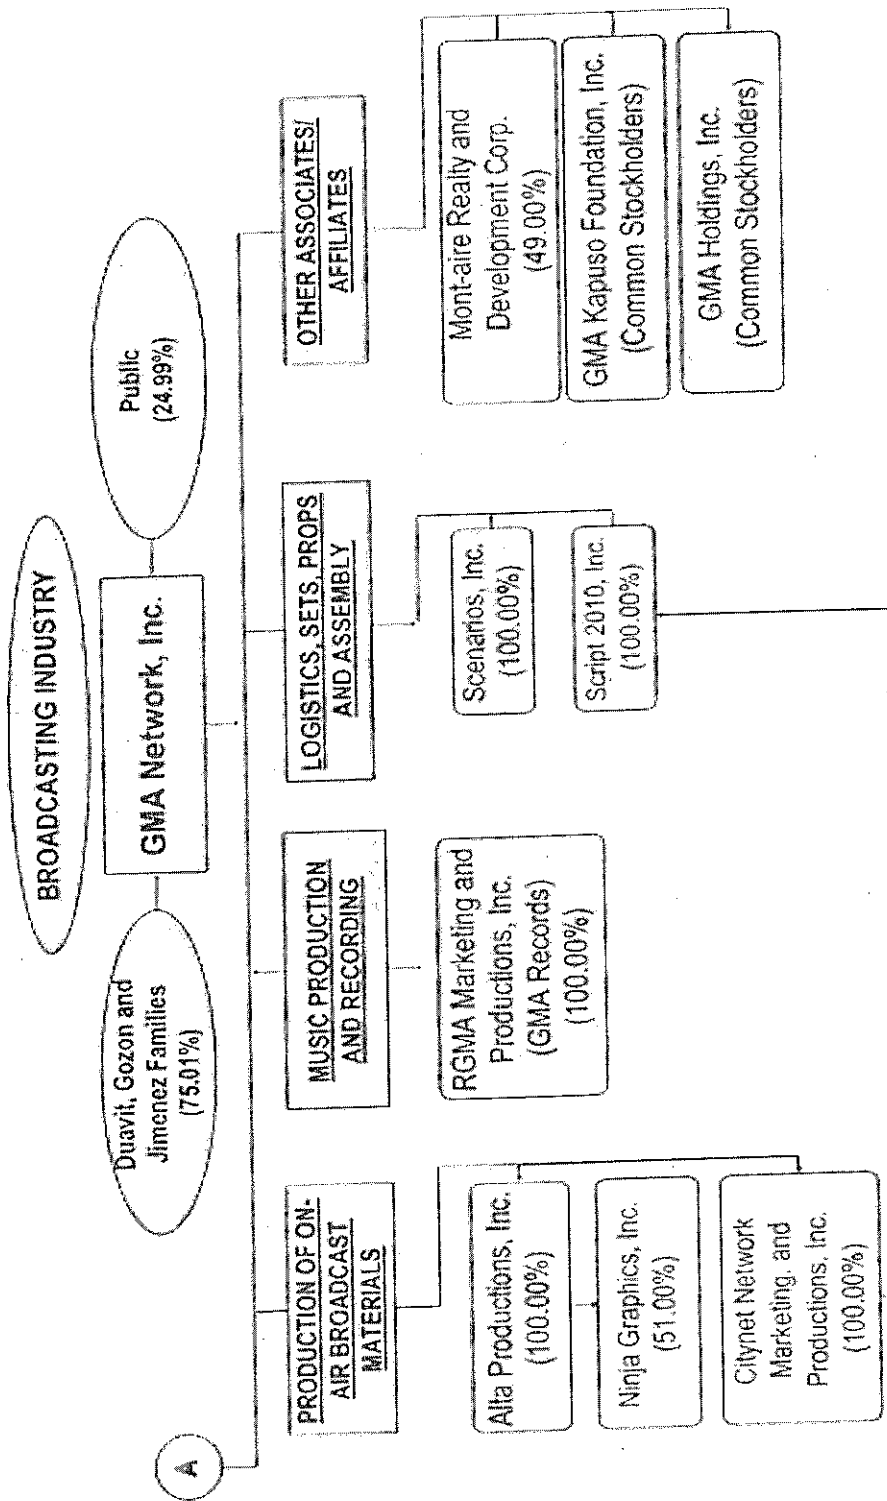 BROADCASTING INDUSTRY
Duavit, Gozon and
Jimenez Families
(75.01%)
GMA Network, Inc.
Public
(24.99%)
A
PRODUCTION OF ON-
AIR BROADCAST
MATERIALS
Alta Productions, Inc.
(100.00%)
Ninja Graphics, Inc.
(51.00%)
Citynet Network
Marketing, and
Productions, Inc.
(100.00%)
MUSIC PRODUCTION
AND RECORDING
RGMA Marketing and
Productions, Inc.
(GMA Records)
(100.00%)
LOGISTICS, SETS, PROPS
AND ASSEMBLY
Scenarios, Inc.
(100.00%)
Script 2010, Inc.
(100.00%)
OTHER ASSOCIATES/
AFFILIATES
Mont-aire Realty and
Development Corp.
(49.00%)
GMA Kapuso Foundation, Inc.
(Common Stockholders)
GMA Holdings, Inc.
(Common Stockholders)